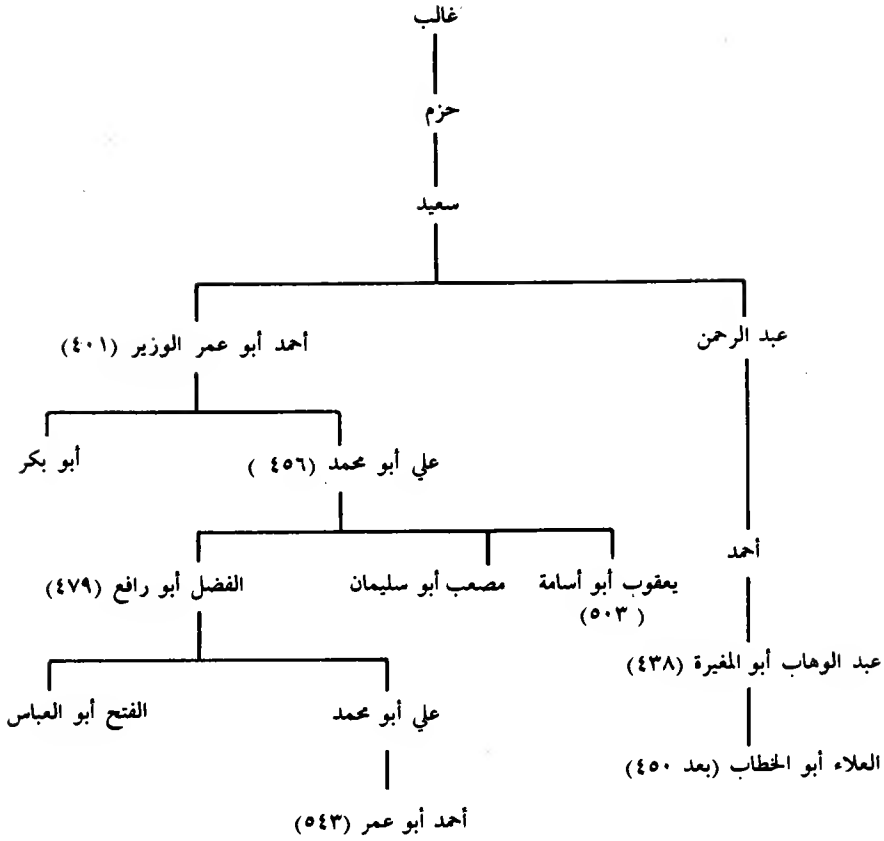 غالب
حزم
سعيد
عبد الرحمن
أحمد أبو عمر الوزير (٤٠١)
علي أبو محمد (٤٥٦ )
أبو بكر
أحمد
يعقوب أبو أسامة
(٥٠٣ )
مصعب أبو سليمان
الفضل أبو رافع (٤٧٩)
عبد الوهاب أبو المغيرة (٤٣٨)
علي أبو محمد
الفتح أبو العباس
العلاء أبو الخطاب (بعد ٤٥٠)
أحمد أبو عمر (٥٤٣)